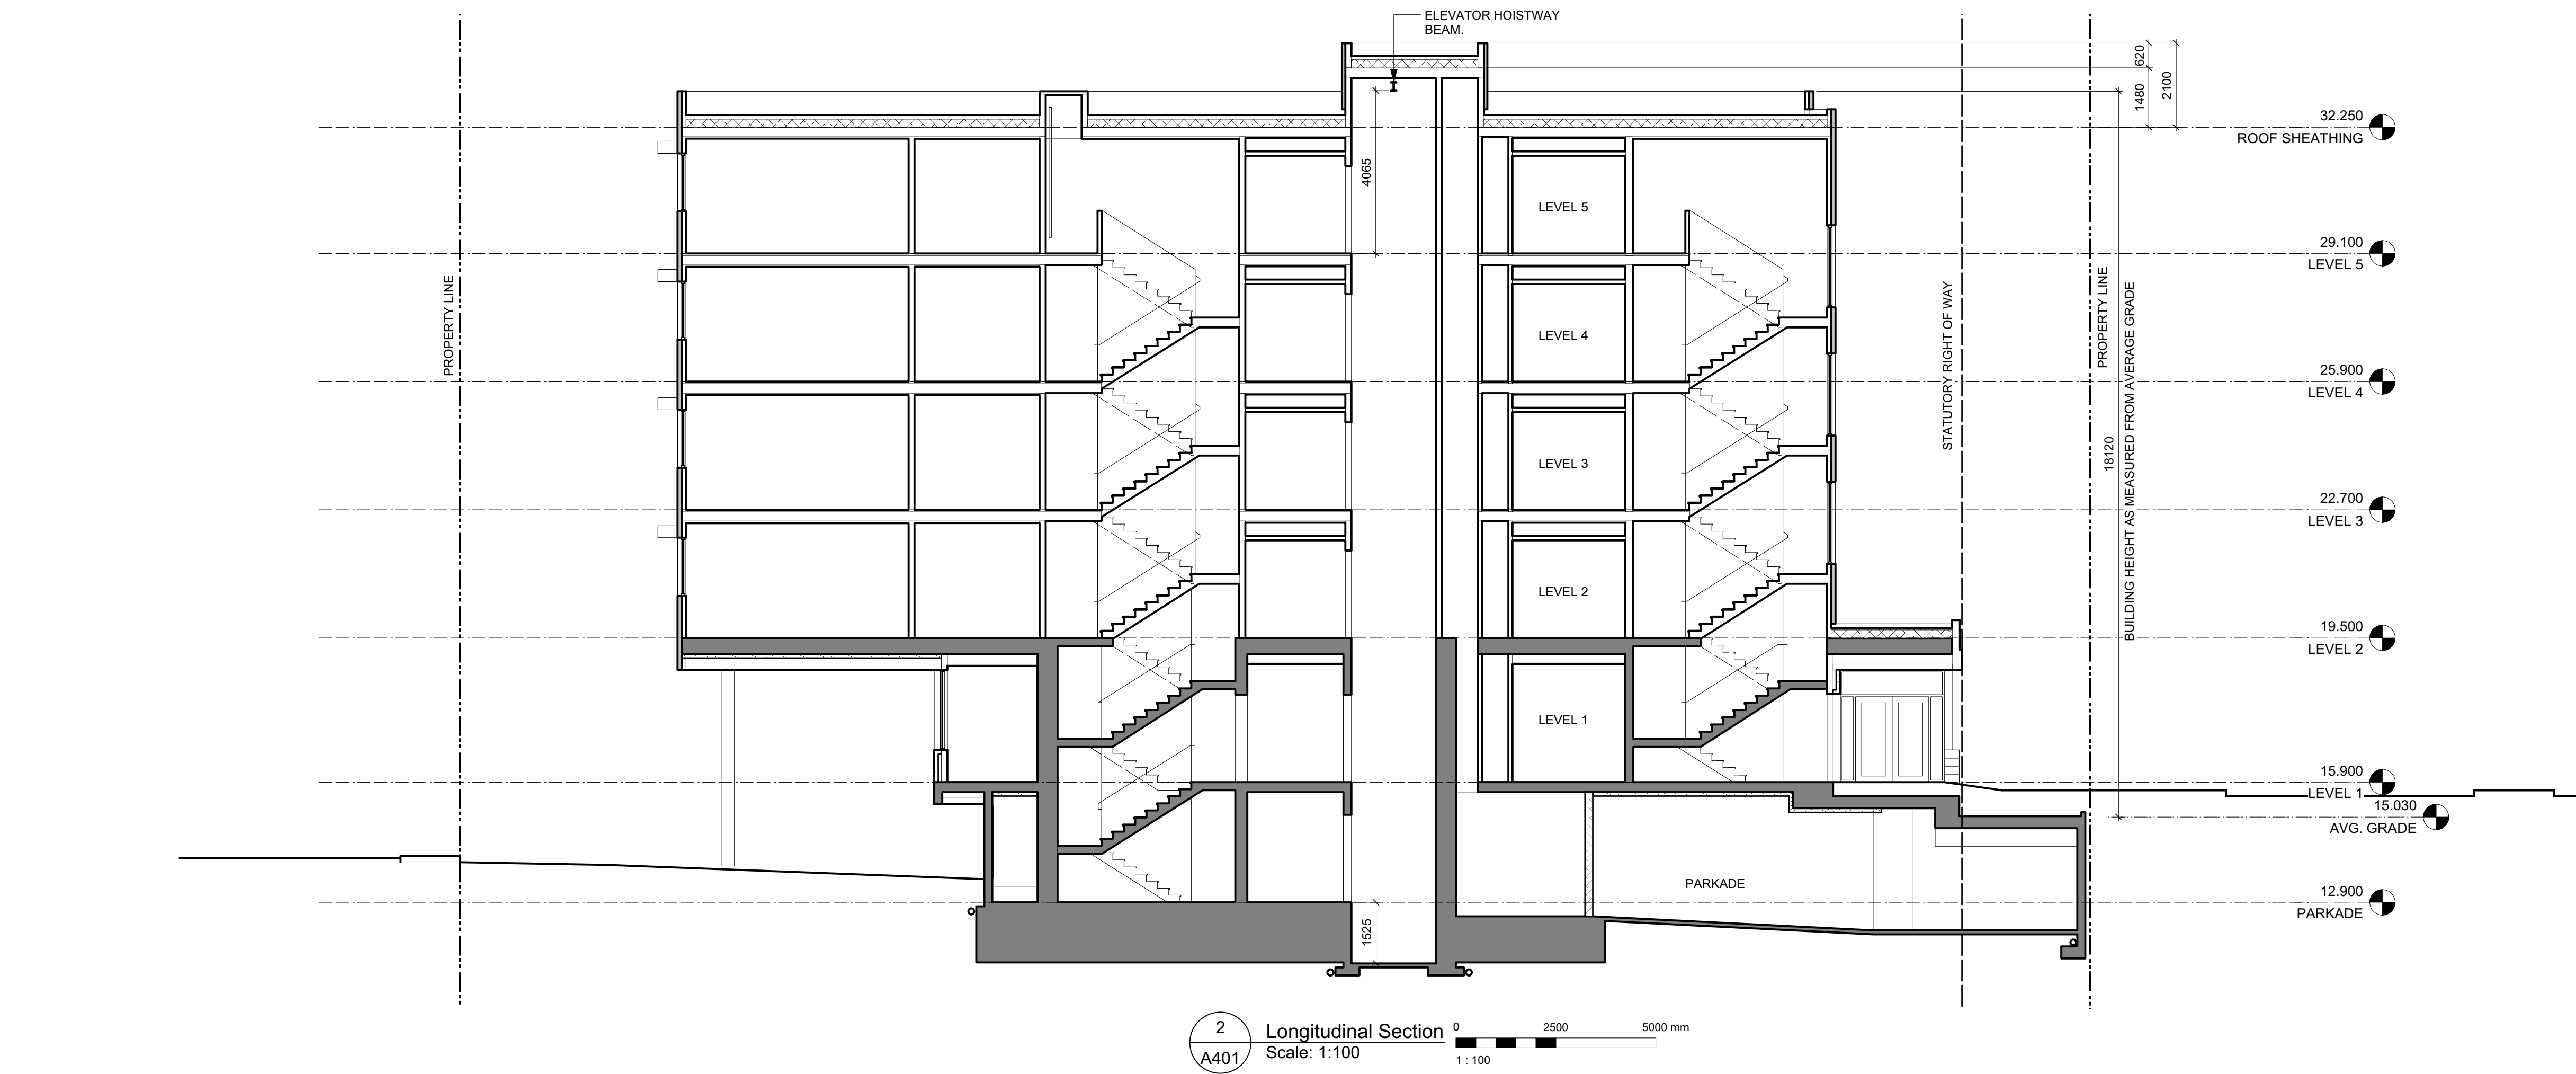 ELEVATOR HOISTWAY
BEAM.
620
1480
2100
32.250
ROOF SHEATHING
4065
LEVEL 5
29.100
LEVEL 5
PROPERTY LINE
STATUTORY RIGHT OF WAY
PROPERTY LINE
18120
BUILDING HEIGHT AS MEASURED FROM AVERAGE GRADE
LEVEL 4
25.900
LEVEL 4
LEVEL 3
22.700
LEVEL 3
LEVEL 2
19.500
LEVEL 2
LEVEL 1
15.900
LEVEL 1
15.030
AVG. GRADE
PARKADE
12.900
PARKADE
1525
2
A401
Longitudinal Section
Scale: 1:100
0 2500 5000 mm
1 : 100